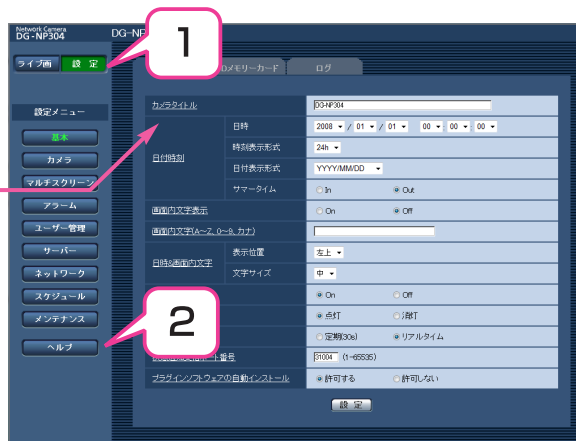 Network Camera
DG-NP304
DG-NP
1
ライブ画 設 定
Dメモリーカード ログ
設定メニュー
基本
カメラ
マルチスクリーン
アラーム
ユーザー管理
サーバー
ネットワーク
スケジュール
メンテナンス
ヘルプ
カメラタイトル DG-NP304
日付時刻
日時 2008 / 01 / 01 00 : 00 : 00
時刻表示形式 24h
日付表示形式 YYYY/MM/DD
サマータイム In Out
画面内文字表示 On Off
画面内文字(A～Z, 0～9, カナ)
日時&画面内文字
表示位置 左上
文字サイズ 中
2
On Off
点灯 消灯
定期(30s) リアルタイム
ト番号 31004 (1-65535)
プラグインソフトウェアの自動インストール 許可する 許可しない
設 定